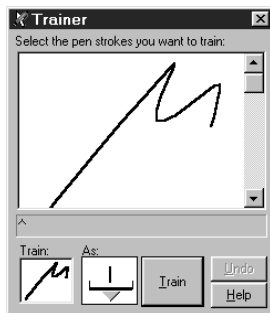 Trainer
Select the pen strokes you want to train:
^
Train: As:
Train
Undo
Help